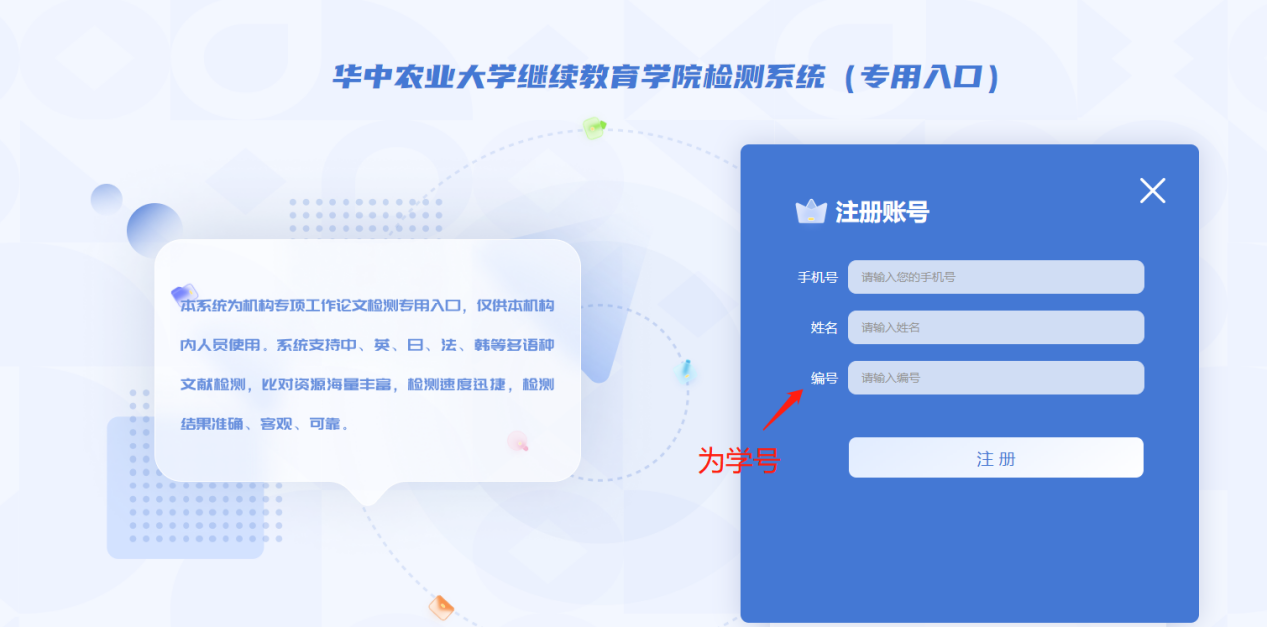 华中农业大学继续教育学院检测系统（专用入口）
本系统为机构专项工作论文检测专用入口，仅供本机构
内人员使用。系统支持中、英、日、法、韩等多语种
文献检测，比对资源海量丰富，检测速度迅捷，检测
结果准确、客观、可靠。
注册账号
手机号 请输入您的手机号
姓名 请输入姓名
编号 请输入编号
为学号
注 册